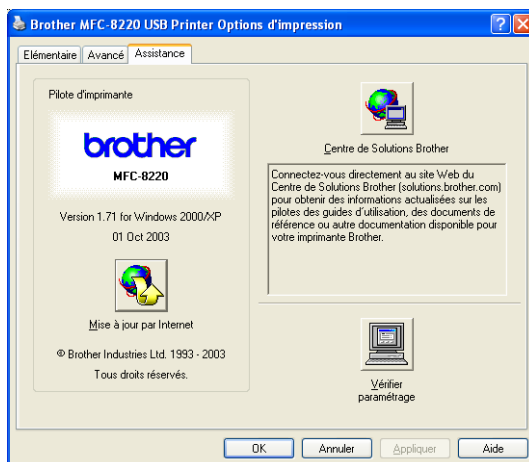 Brother MFC-8220 USB Printer Options d'impression
Elémentaire Avancé Assistance
Pilote d'imprimante
brother
MFC-8220
Version 1.71 for Windows 2000/XP
01 Oct 2003
Mise à jour par Internet
© Brother Industries Ltd. 1993 - 2003
Tous droits réservés.
Centre de Solutions Brother
Connectez-vous directement au site Web du
Centre de Solutions Brother (solutions.brother.com)
pour obtenir des informations actualisées sur les
pilotes des guides d'utilisation, des documents de
référence ou autre documentation disponible pour
votre imprimante Brother.
Vérifier
paramétrage
OK Annuler Appliquer Aide